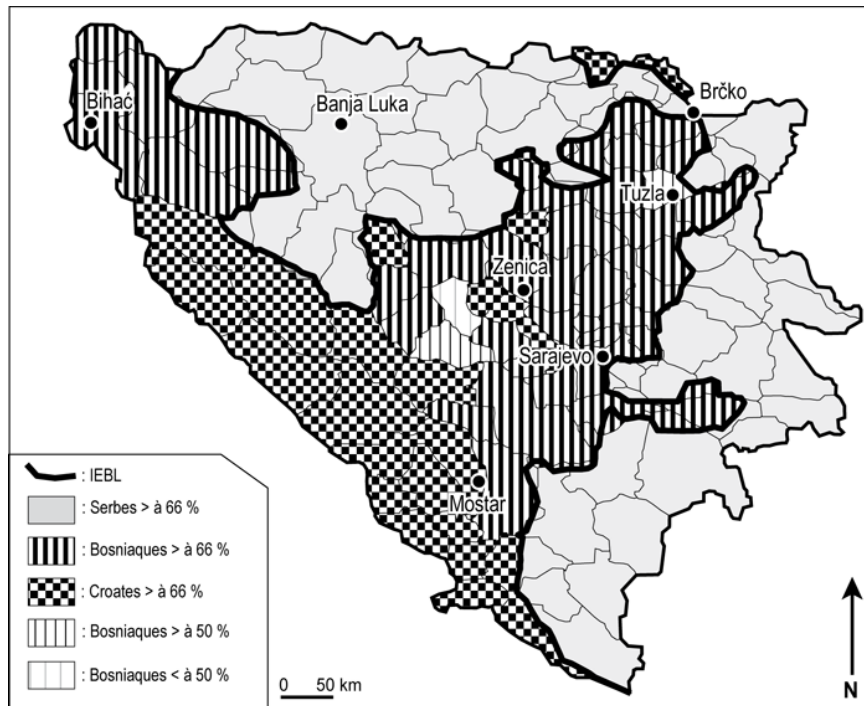 Bihać
Banja Luka
Brčko
Tuzla
Zenica
Sarajevo
Mostar
: IEBL
: Serbes > à 66 %
: Bosniaques > à 66 %
: Croates > à 66 %
: Bosniaques > à 50 %
: Bosniaques < à 50 %
0 50 km
N